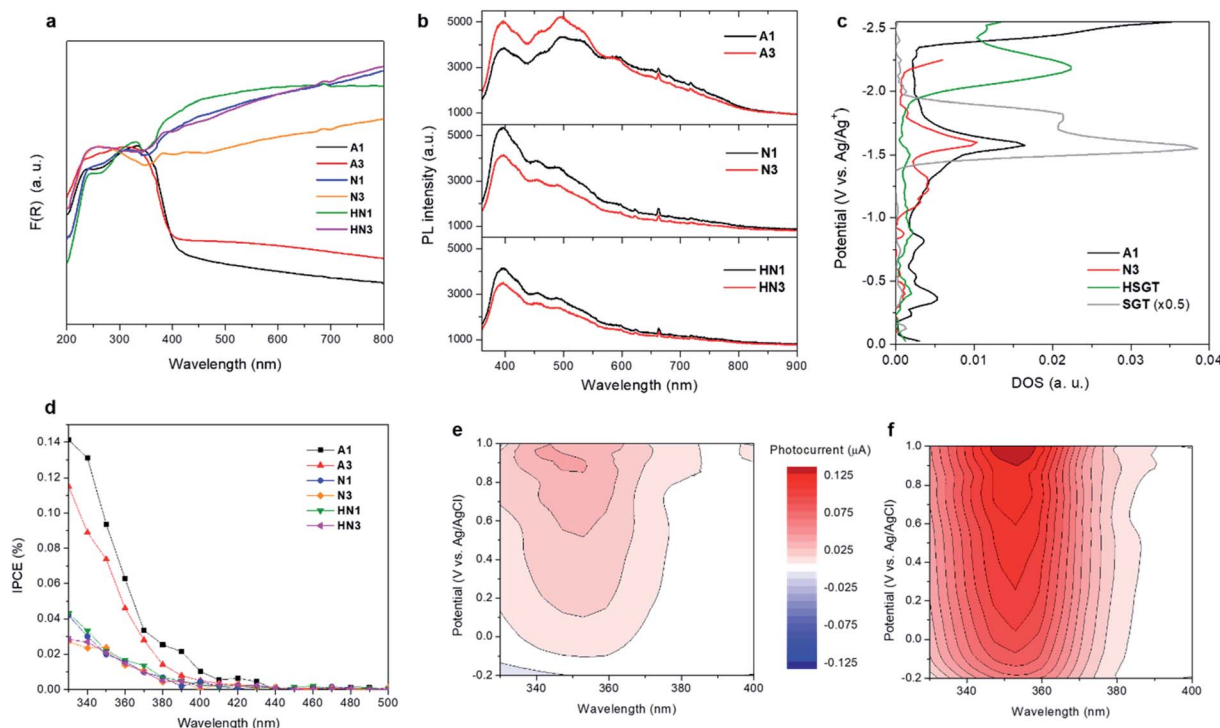 a
F(R) (a. u.)
A1
A3
N1
N3
HN1
HN3
200 300 400 500 600 700 800
Wavelength (nm)
b
5000
3000
1000
A1
A3
5000
3000
1000
N1
N3
5000
3000
1000
HN1
HN3
PL intensity (a.u.)
400 500 600 700 800 900
Wavelength (nm)
c
-2.5
-2.0
-1.5
-1.0
-0.5
-0.0
Potential (V vs. Ag/Ag⁺)
A1
N3
HSGT
SGT (x0.5)
0.00 0.01 0.02 0.03 0.04
DOS (a. u.)
d
0.14
0.12
0.10
0.08
0.06
0.04
0.02
0.00
IPCE (%)
A1
A3
N1
N3
HN1
HN3
340 360 380 400 420 440 460 480 500
Wavelength (nm)
e
1.0
0.8
0.6
0.4
0.2
0.0
-0.2
Potential (V vs. Ag/AgCl)
340 360 380 400
Wavelength (nm)
Photocurrent (µA)
0.125
0.075
0.025
-0.025
-0.075
-0.125
f
1.0
0.8
0.6
0.4
0.2
0.0
-0.2
Potential (V vs. Ag/AgCl)
340 360 380 400
Wavelength (nm)